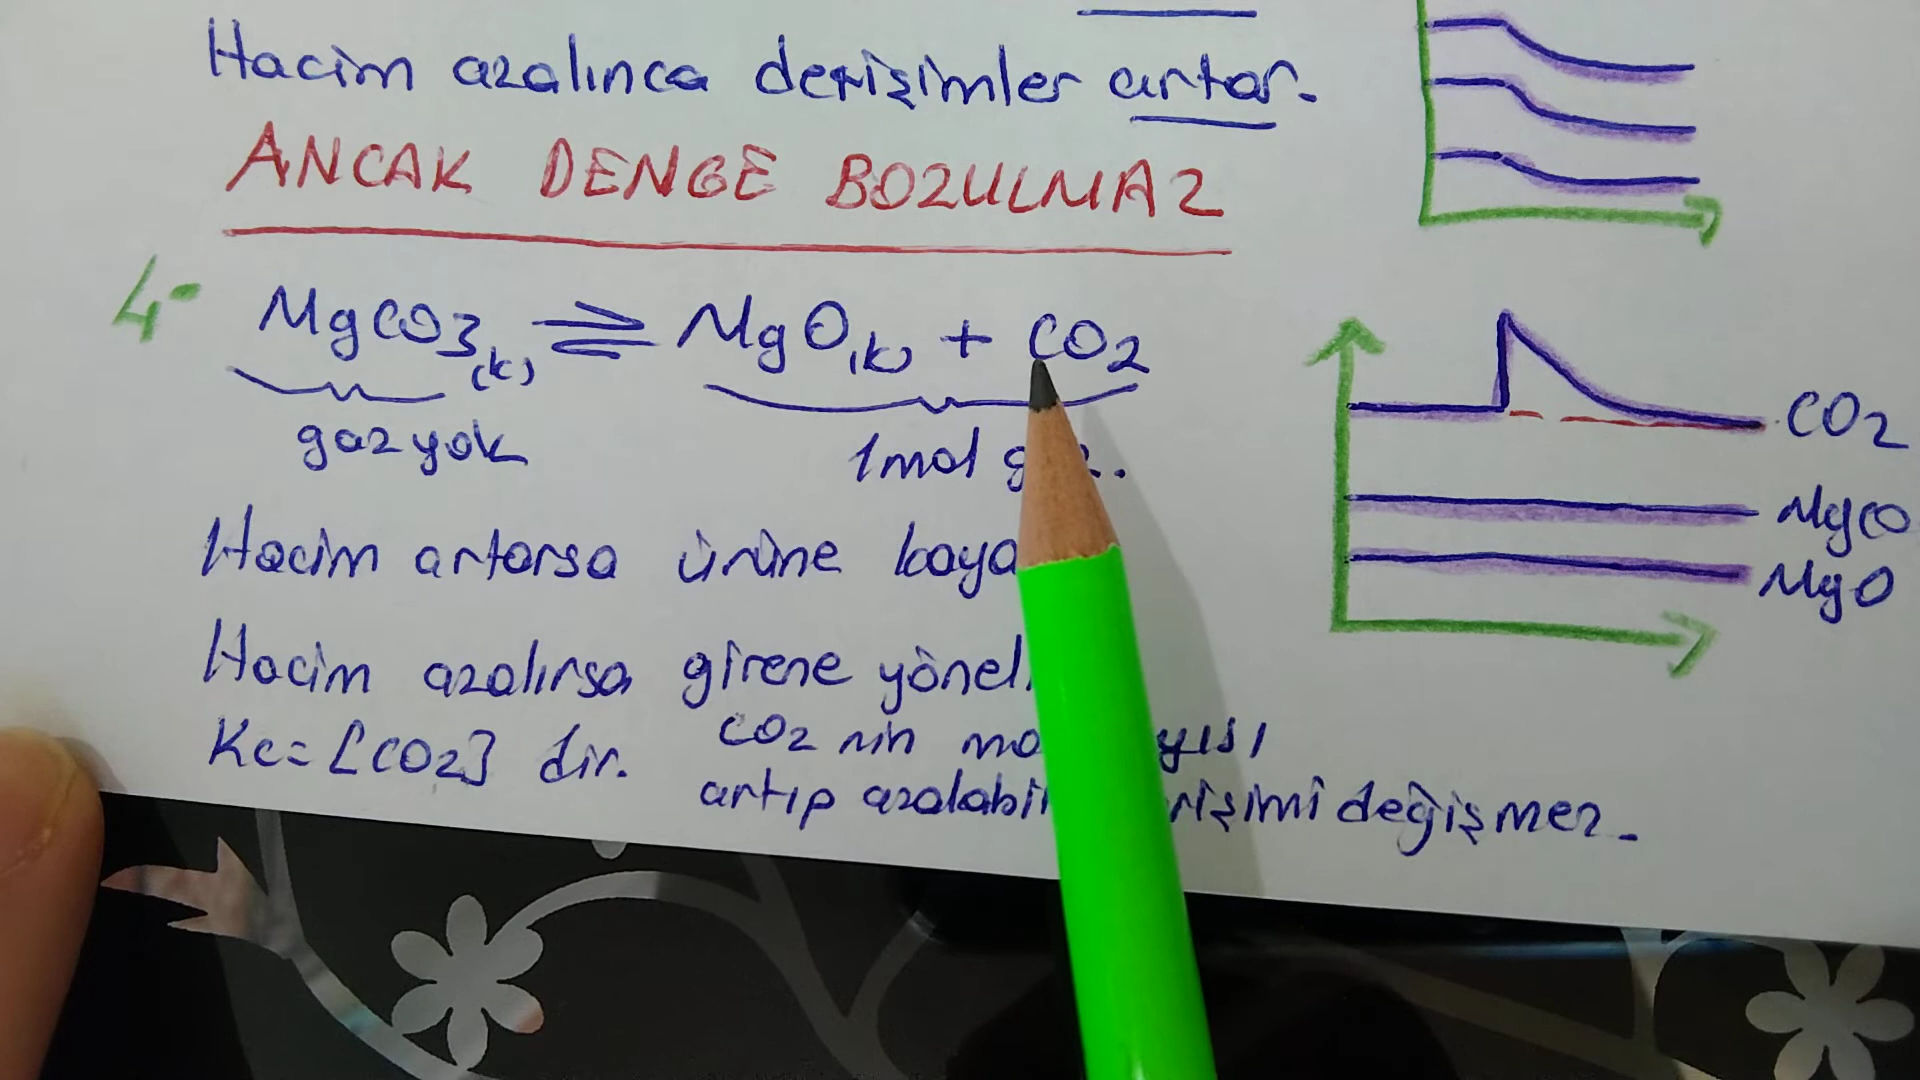 Hacim azalınca derişimler artar.
ANCAK DENGE BOZULMAZ
4- MgCO3(k) ⇌ MgO(k) + CO2
gaz yok
1mol
Hacim artarsa ürüne
Hacim azalırsa girene
Kc=[CO2] dir.
CO2 nin
artıp değişmez.
CO2
MgCO
MgO